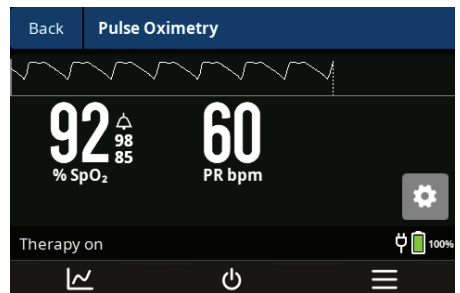 Back
Pulse Oximetry
92
98
85
% SpO₂
60
PR bpm
Therapy on
100%